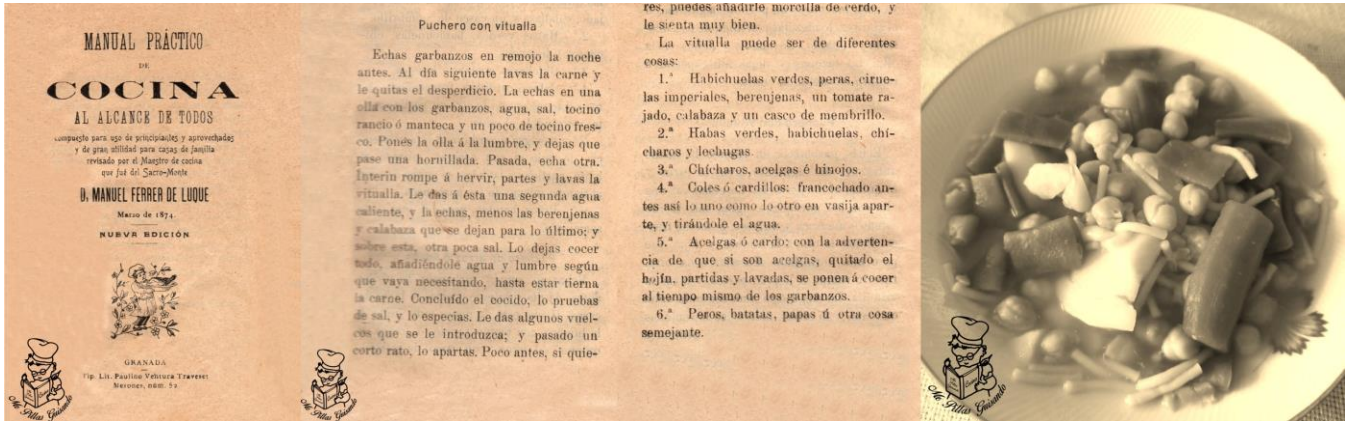 MANUAL PRÁCTICO
DE
COCINA
AL ALCANCE DE TODOS
compuesto para uso de principiantes y aprovechados
y de gran utilidad para casas de familia
revisado por el Maestro de cocina
que fué del Sacro-Monte
D. MANUEL FERRER DE LUQUE
Marzo de 1874.
NUEVA EDICIÓN
GRANADA
Tip. Lit. Paulino Ventura Traveset
Mesones, núm. 52
Me Pillas Guisando
Puchero con vitualla
Echas garbanzos en remojo la noche
antes. Al día siguiente lavas la carne y
le quitas el desperdicio. La echas en una
olla con los garbanzos, agua, sal, tocino
rancio ó manteca y un poco de tocino fres-
co. Pones la olla á la lumbre, y dejas que
pase una hornillada. Pasada, echa otra.
Interin rompe á hervir, partes y lavas la
vitualla. Le das á ésta una segunda agua
caliente, y la echas, menos las berenjenas
y calabaza que se dejan para lo último; y
sobre esta, otra poca sal. Lo dejas cocer
todo, añadiéndole agua y lumbre según
que vaya necesitando, hasta estar tierna
la carne. Concluído el cocido, lo pruebas
de sal, y lo especias. Le das algunos vuel-
cos que se le introduzca; y pasado un
corto rato, lo apartas. Poco antes, si quie-
Me Pillas Guisando
res, puedes añadirle morcilla de cerdo, y
le sienta muy bien.
La vitualla puede ser de diferentes
cosas:
1.ª Habichuelas verdes, peras, cirue-
las imperiales, berenjenas, un tomate ra-
jado, calabaza y un casco de membrillo.
2.ª Habas verdes, habichuelas, chí-
charos y lechugas.
3.ª Chícharos, acelgas é hinojos.
4.ª Coles ó cardillos: francochado an-
tes así lo uno como lo otro en vasija apar-
te, y tirándole el agua.
5.ª Acelgas ó cardo; con la adverten-
cia de que si son acelgas, quitado el
hojín, partidas y lavadas, se ponen á cocer
al tiempo mismo de los garbanzos.
6.ª Peros, batatas, papas ú otra cosa
semejante.
Me Pillas Guisando